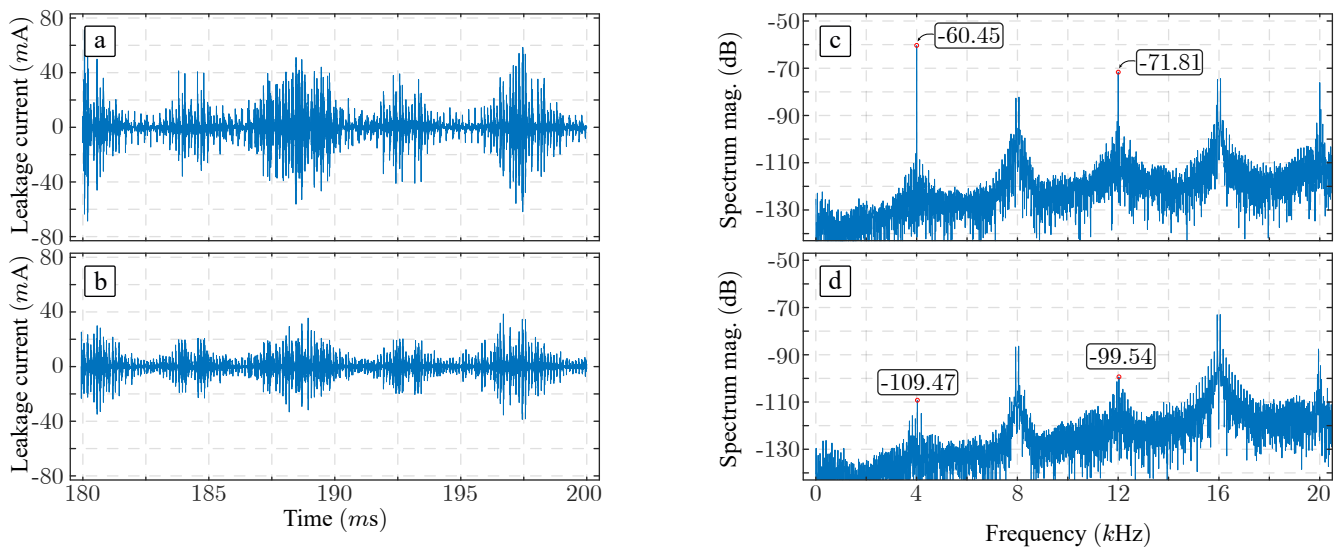 a
80
40
0
-40
-80
Leakage current (mA)
b
80
40
0
-40
-80
Leakage current (mA)
180 185 190 195 200
Time (ms)
c
-60.45
-71.81
-50
-70
-90
-110
-130
Spectrum mag. (dB)
d
-109.47
-99.54
-50
-70
-90
-110
-130
Spectrum mag. (dB)
0 4 8 12 16 20
Frequency (kHz)